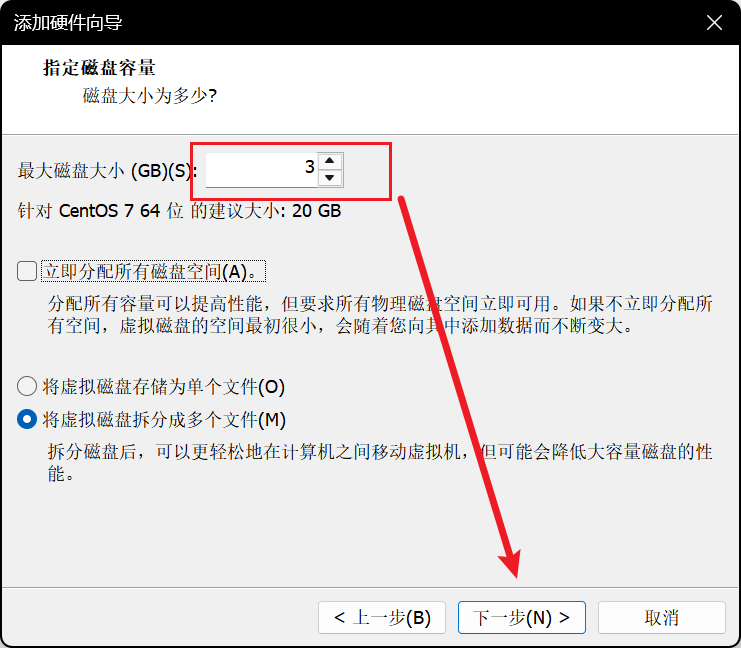 添加硬件向导
指定磁盘容量
磁盘大小为多少?
最大磁盘大小 (GB)(S): 3
针对 CentOS 7 64 位 的建议大小: 20 GB
立即分配所有磁盘空间(A)。
分配所有容量可以提高性能，但要求所有物理磁盘空间立即可用。如果不立即分配所
有空间，虚拟磁盘的空间最初很小，会随着您向其中添加数据而不断变大。
将虚拟磁盘存储为单个文件(O)
将虚拟磁盘拆分成多个文件(M)
拆分磁盘后，可以更轻松地在计算机之间移动虚拟机，但可能会降低大容量磁盘的性
能。
< 上一步(B) 下一步(N) > 取消